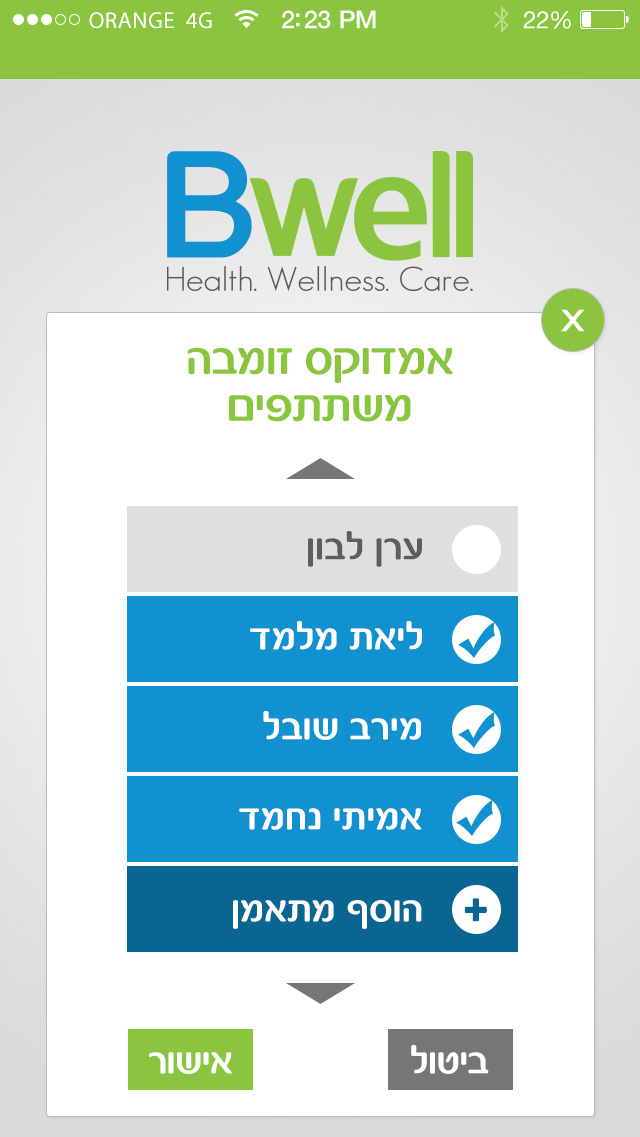 ORANGE 4G 2:23 PM 22%
Bwell
Health. Wellness. Care.
X
אמדוקס זומבה
משתתפים
ערן לבון
ליאת מלמד
מירב שובל
אמיתי נחמד
הוסף מתאמן
ביטול
אישור